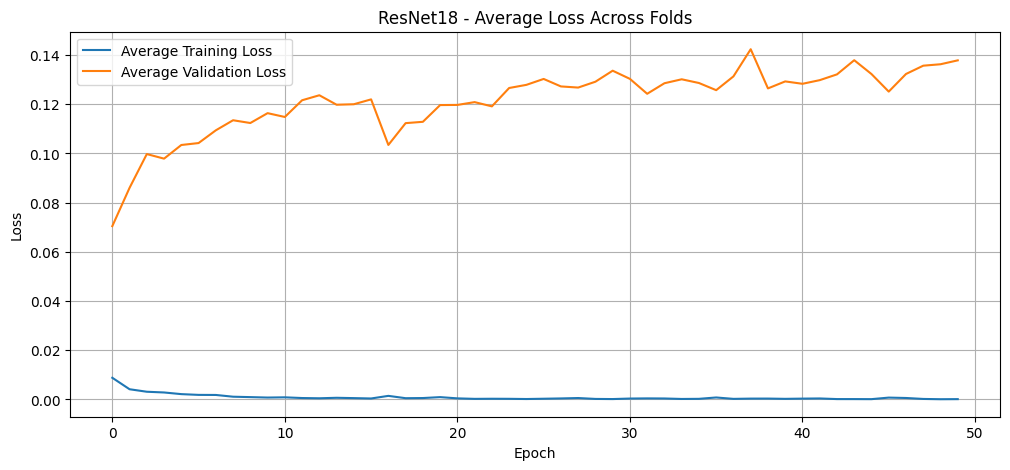 ResNet18 - Average Loss Across Folds
Average Training Loss
Average Validation Loss
0.14
0.12
0.10
0.08
0.06
0.04
0.02
0.00
Loss
0 10 20 30 40 50
Epoch